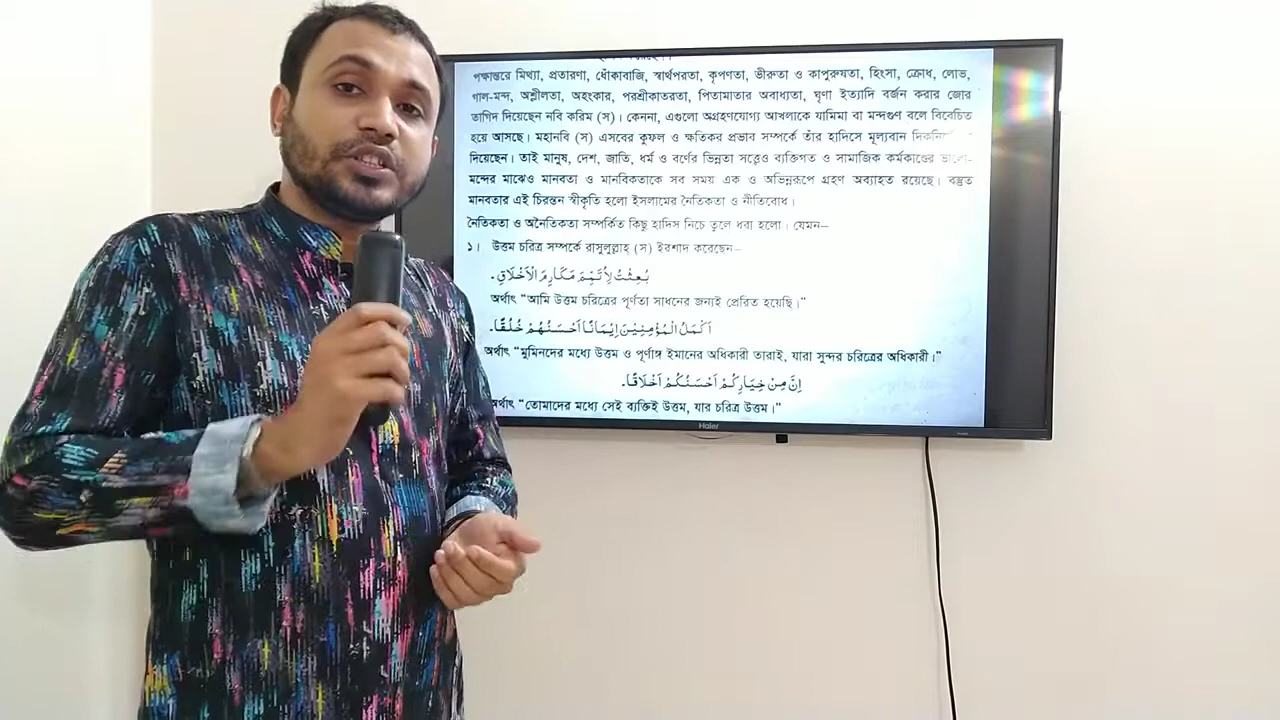 পক্ষান্তরে মিথ্যা, প্রতারণা, ধোঁকাবাজি, স্বার্থপরতা, কৃপণতা, ভীরুতা ও কাপুরুষতা, হিংসা, ক্রোধ, লোভ,
গাল-মন্দ, অশ্লীলতা, অহংকার, পরশ্রীকাতরতা, পিতামাতার অবাধ্যতা, ঘৃণা ইত্যাদি বর্জন করার জোর
তাগিদ দিয়েছেন নবি করিম (স)। কেননা, এগুলো অগ্রহণযোগ্য আখলাকে যামিমা বা মন্দগুণ বলে বিবেচিত
হয়ে আসছে। মহানবি (স) এসবের কুফল ও ক্ষতিকর প্রভাব সম্পর্কে তাঁর হাদিসে মূল্যবান
দিয়েছেন। তাই মানুষ, দেশ, জাতি, ধর্ম ও বর্ণের ভিন্নতা সত্ত্বেও ব্যক্তিগত ও সামাজিক কর্মকাণ্ডের ভালো-
মন্দের মাঝেও মানবতা ও মানবিকতাকে সব সময় এক ও অভিন্নরূপে গ্রহণ অব্যাহত রয়েছে। বস্তুত
মানবতার এই চিরন্তন স্বীকৃতি হলো ইসলামের নৈতিকতা ও নীতিবোধ।
নৈতিকতা ও অনৈতিকতা সম্পর্কিত কিছু হাদিস নিচে তুলে ধরা হলো। যেমন–
১। উত্তম চরিত্র সম্পর্কে রাসুলুল্লাহ্ (স) ইরশাদ করেছেন–
بُعِثْتُ لِاُتَمِّمَ مَكَارِمَ الْاَخْلَاقِ .
অর্থাৎ “আমি উত্তম চরিত্রের পূর্ণতা সাধনের জন্যই প্রেরিত হয়েছি।”
اَكْمَلُ الْمُؤْمِنِيْنَ اِيْمَانًا اَحْسَنُهُمْ خُلُقًا .
অর্থাৎ “মুমিনদের মধ্যে উত্তম ও পূর্ণাঙ্গ ইমানের অধিকারী তারাই, যারা সুন্দর চরিত্রের অধিকারী।”
اِنَّ مِنْ خِيَارِكُمْ اَحْسَنُكُمْ اَخْلَاقًا .
অর্থাৎ “তোমাদের মধ্যে সেই ব্যক্তিই উত্তম, যার চরিত্র উত্তম।”
Haier